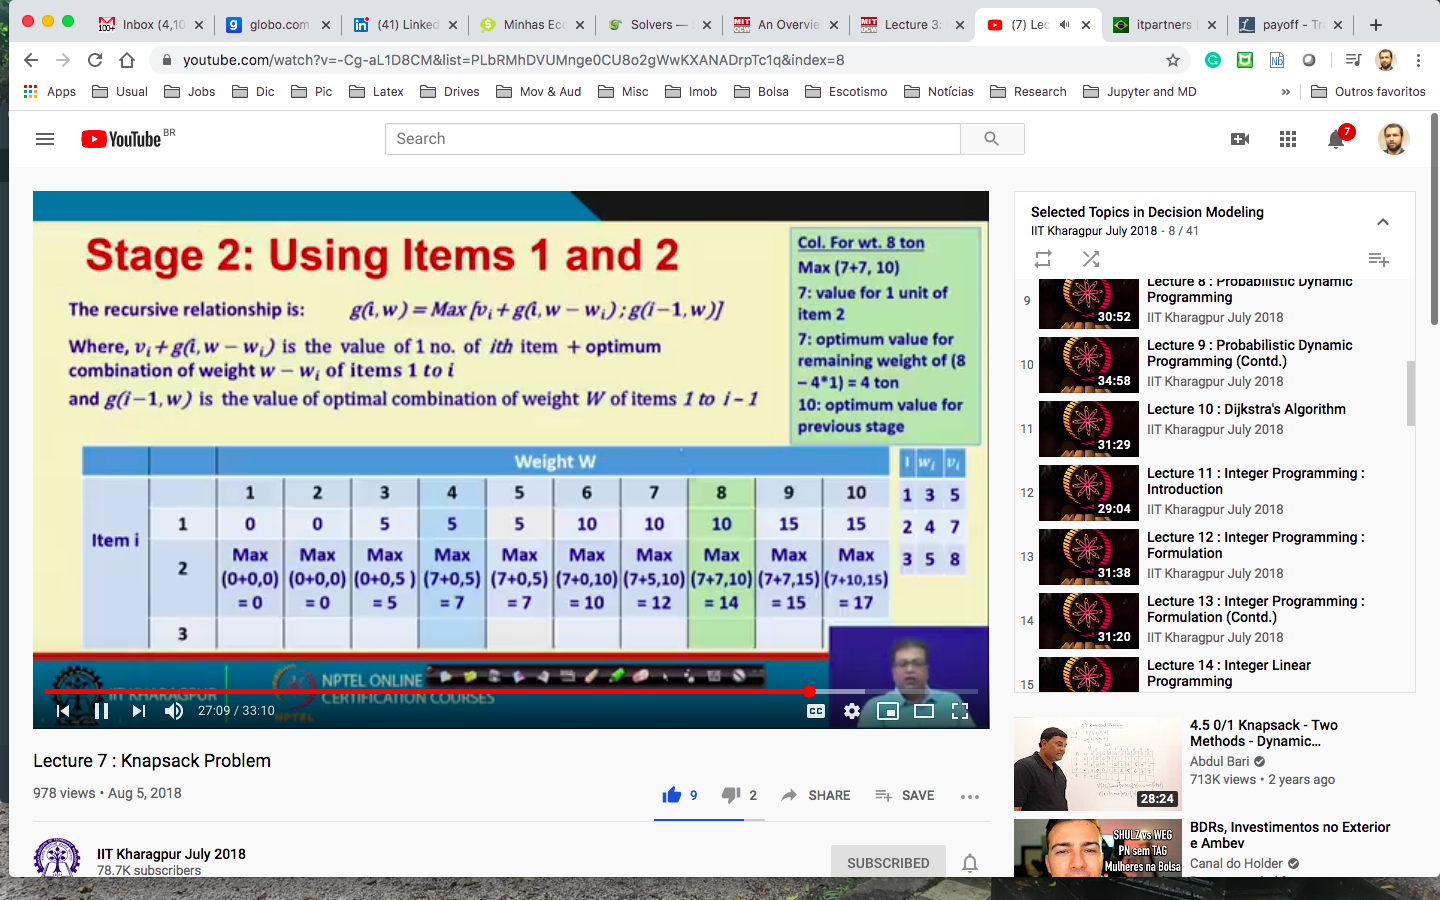 Inbox (4,10
100+
globo.com
(41) Linked
Minhas Ecc
Solvers —
An Overvie
Lecture 3:
(7) Lec
itpartners
payoff - Tr
youtube.com/watch?v=-Cg-aL1D8CM&list=PLbRMhDVUMnge0CU8o2gWwKXANADrpTc1q&index=8
Apps Usual Jobs Dic Pic Latex Drives Mov & Aud Misc Imob Bolsa Escotismo Notícias Research Jupyter and MD » Outros favoritos
YouTube BR
Search
7
Stage 2: Using Items 1 and 2
The recursive relationship is: g(i,w) = Max [vi + g(i,w − wi) ; g(i−1,w)]
Where, vi + g(i,w − wi) is the value of 1 no. of ith item + optimum
combination of weight w − wi of items 1 to i
and g(i−1,w) is the value of optimal combination of weight W of items 1 to i − 1
Col. For wt. 8 ton
Max (7+7, 10)
7: value for 1 unit of
item 2
7: optimum value for
remaining weight of (8
– 4*1) = 4 ton
10: optimum value for
previous stage
Weight W
1 2 3 4 5 6 7 8 9 10
Item i
1 0 0 5 5 5 10 10 10 15 15
2 Max Max Max Max Max Max Max Max Max Max
(0+0,0) (0+0,0) (0+0,5 ) (7+0,5) (7+0,5) (7+0,10) (7+5,10) (7+7,10) (7+7,15) (7+10,15)
= 0 = 0 = 5 = 7 = 7 = 10 = 12 = 14 = 15 = 17
3
I wi vi
1 3 5
2 4 7
3 5 8
IIT KHARAGPUR
NPTEL
NPTEL ONLINE
CERTIFICATION COURSES
27:09 / 33:10
CC
Lecture 7 : Knapsack Problem
978 views • Aug 5, 2018
9 2 SHARE SAVE
IIT Kharagpur July 2018
78.7K subscribers
SUBSCRIBED
Selected Topics in Decision Modeling
IIT Kharagpur July 2018 - 8 / 41
9
30:52
Lecture 8 : Probabilistic Dynamic
Programming
IIT Kharagpur July 2018
10
34:58
Lecture 9 : Probabilistic Dynamic
Programming (Contd.)
IIT Kharagpur July 2018
11
31:29
Lecture 10 : Dijkstra's Algorithm
IIT Kharagpur July 2018
12
29:04
Lecture 11 : Integer Programming :
Introduction
IIT Kharagpur July 2018
13
31:38
Lecture 12 : Integer Programming :
Formulation
IIT Kharagpur July 2018
14
31:20
Lecture 13 : Integer Programming :
Formulation (Contd.)
IIT Kharagpur July 2018
15
Lecture 14 : Integer Linear
Programming
28:24
4.5 0/1 Knapsack - Two
Methods - Dynamic...
Abdul Bari
713K views • 2 years ago
SHULZ vs WEG
PN sem TAG
Mulheres na Bolsa
BDRs, Investimentos no Exterior
e Ambev
Canal do Holder